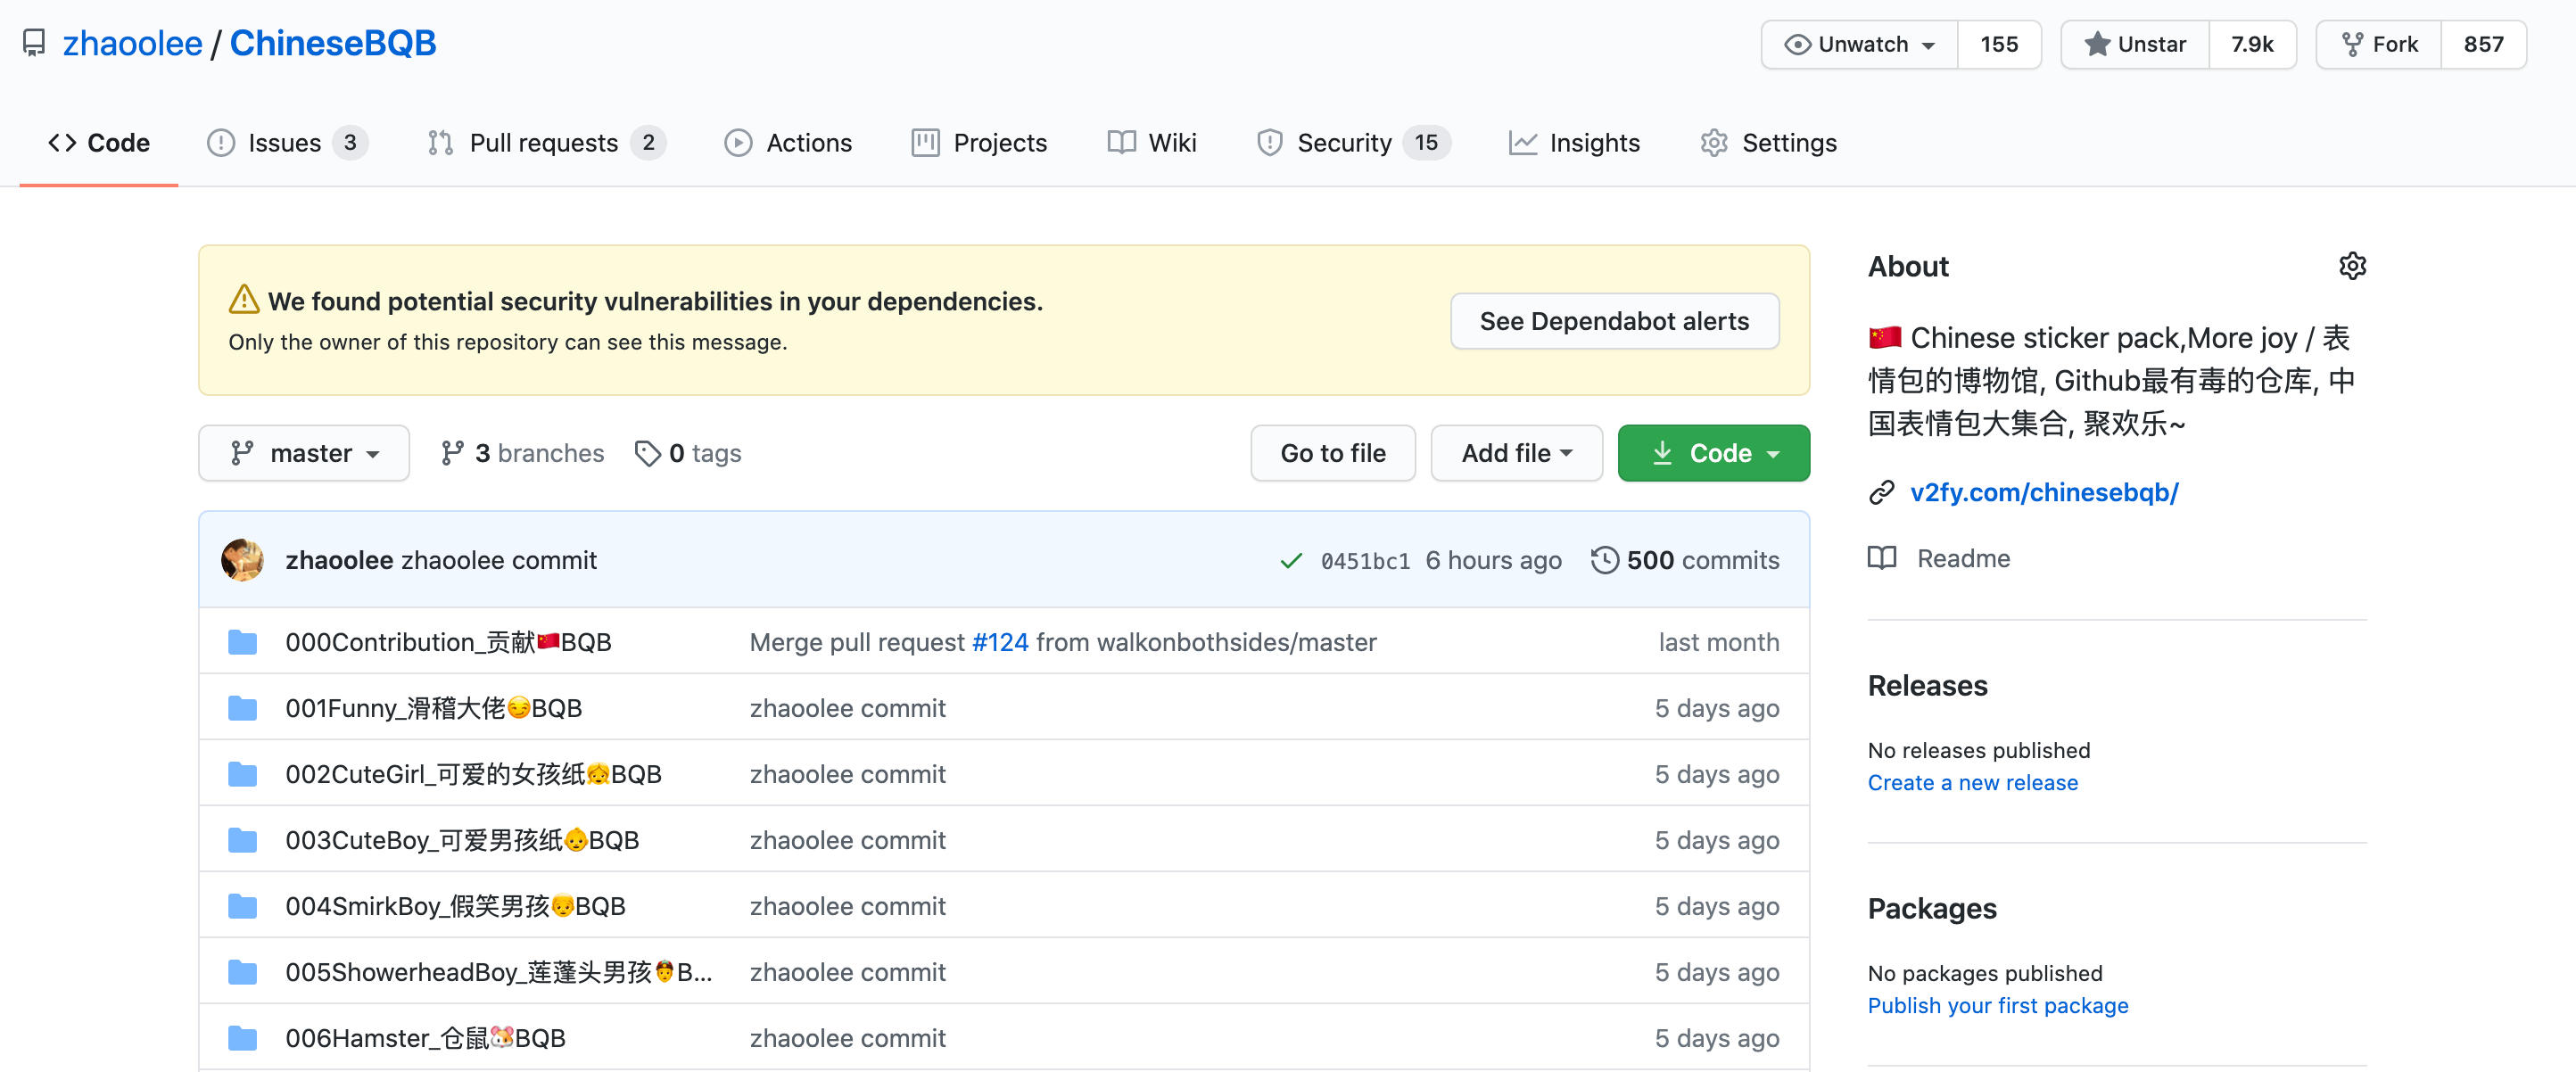 zhaoolee / ChineseBQB
Unwatch 155
Unstar 7.9k
Fork 857
Code
Issues 3
Pull requests 2
Actions
Projects
Wiki
Security 15
Insights
Settings
We found potential security vulnerabilities in your dependencies.
Only the owner of this repository can see this message.
See Dependabot alerts
master
3 branches
0 tags
Go to file
Add file
Code
zhaoolee zhaoolee commit
0451bc1 6 hours ago
500 commits
000Contribution_贡献🇨🇳BQB
Merge pull request #124 from walkonbothsides/master
last month
001Funny_滑稽大佬😏BQB
zhaoolee commit
5 days ago
002CuteGirl_可爱的女孩纸👧BQB
zhaoolee commit
5 days ago
003CuteBoy_可爱男孩纸👶BQB
zhaoolee commit
5 days ago
004SmirkBoy_假笑男孩👦BQB
zhaoolee commit
5 days ago
005ShowerheadBoy_莲蓬头男孩👲B...
zhaoolee commit
5 days ago
006Hamster_仓鼠🐹BQB
zhaoolee commit
5 days ago
About
🇨🇳 Chinese sticker pack,More joy / 表
情包的博物馆, Github最有毒的仓库, 中
国表情包大集合, 聚欢乐~
v2fy.com/chinesebqb/
Readme
Releases
No releases published
Create a new release
Packages
No packages published
Publish your first package